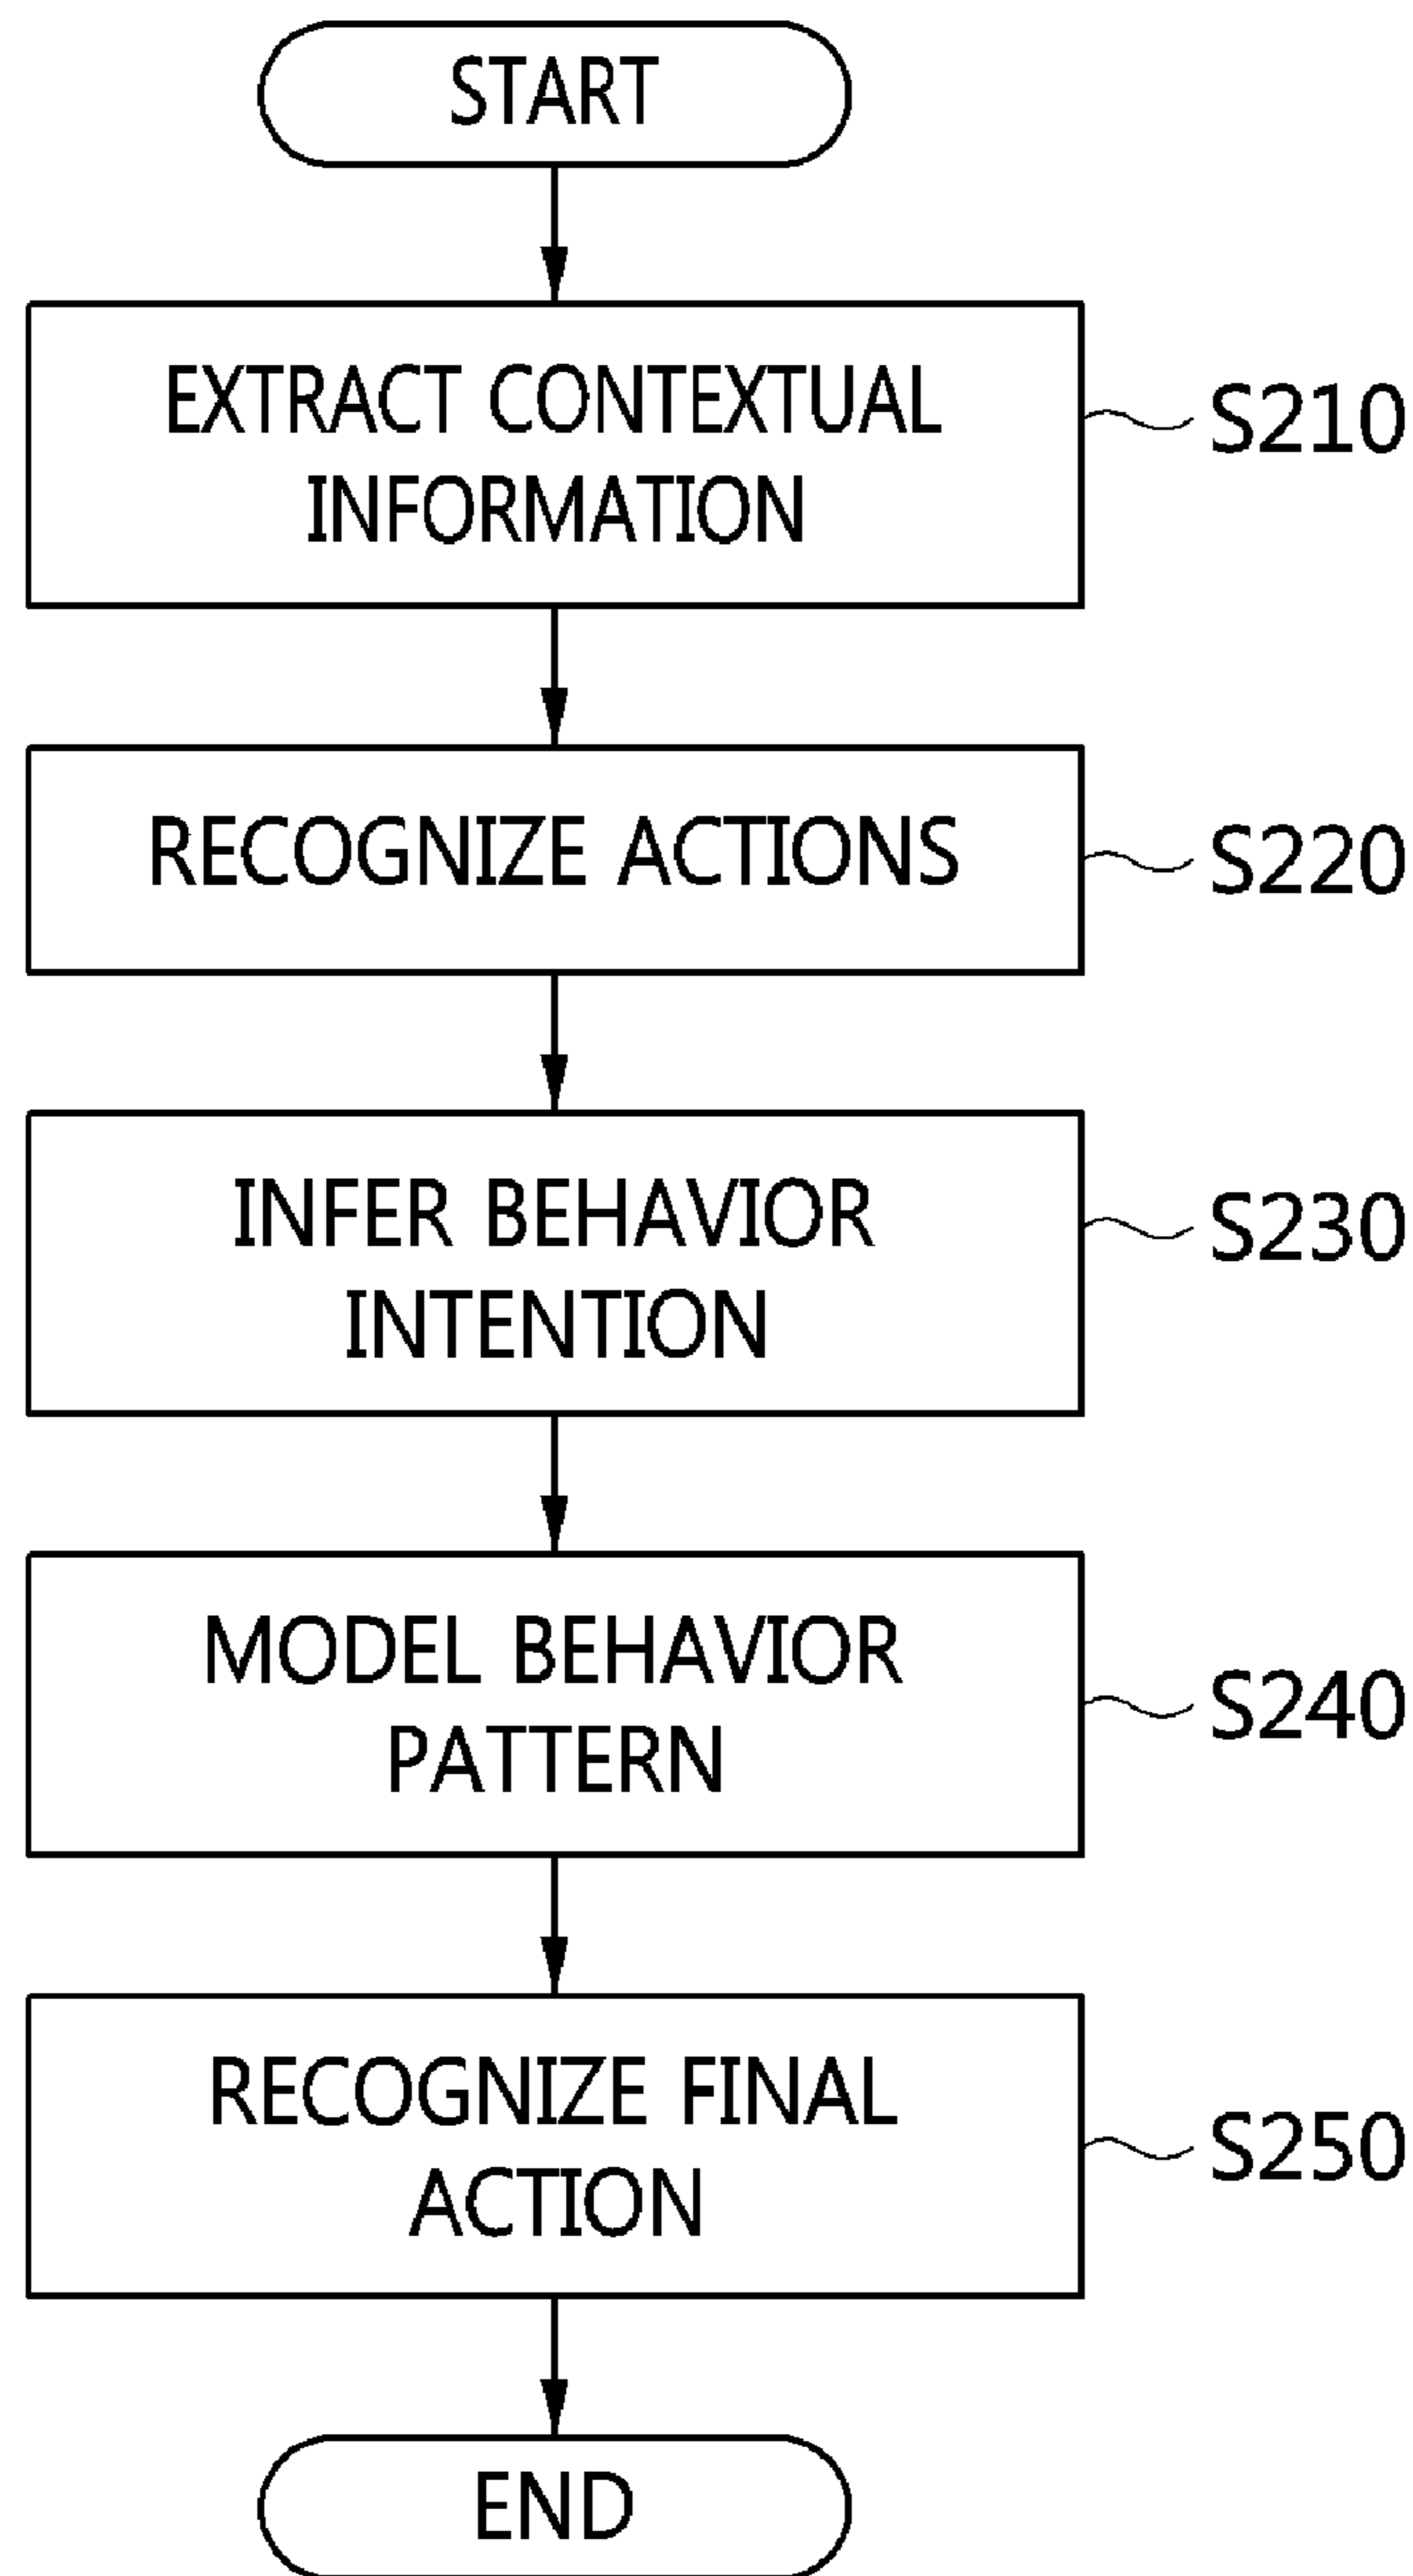 START
EXTRACT CONTEXTUAL
INFORMATION
S210
RECOGNIZE ACTIONS
S220
INFER BEHAVIOR
INTENTION
S230
MODEL BEHAVIOR
PATTERN
S240
RECOGNIZE FINAL
ACTION
S250
END